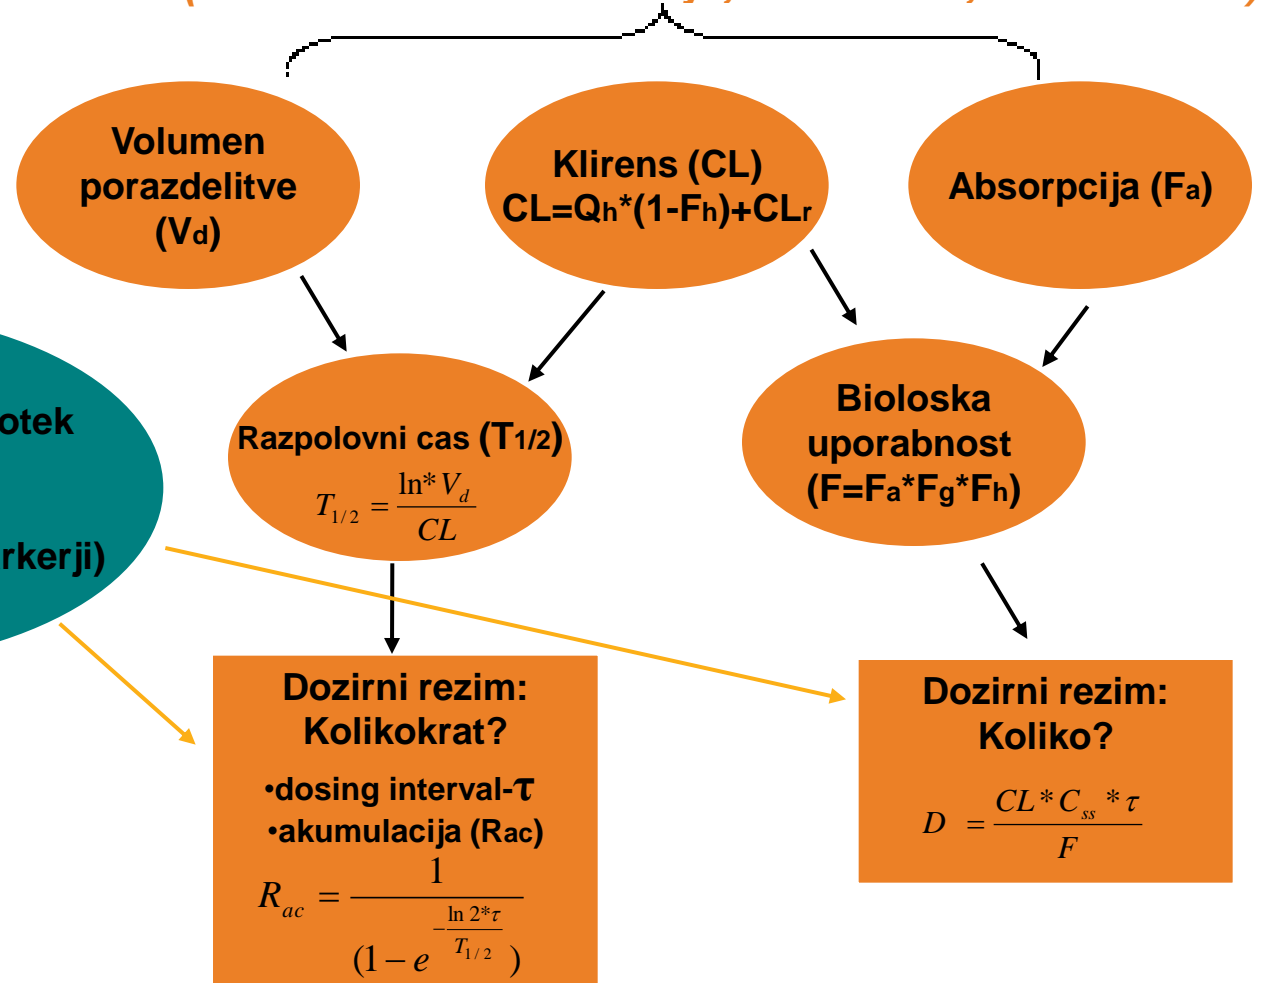 Volumen
porazdelitve
(Vd)
Klirens (CL)
CL=Qh*(1-Fh)+CLr
Absorpcija (Fa)
otek
rkerji)
Razpolovni cas (T1/2)
T1/2 = ln* Vd / CL
Bioloska
uporabnost
(F=Fa*Fg*Fh)
Dozirni rezim:
Kolikokrat?
•dosing interval-τ
•akumulacija (Rac)
Rac = 1 / (1 − e^(−ln 2*τ / T1/2))
Dozirni rezim:
Koliko?
D = CL * Css * τ / F